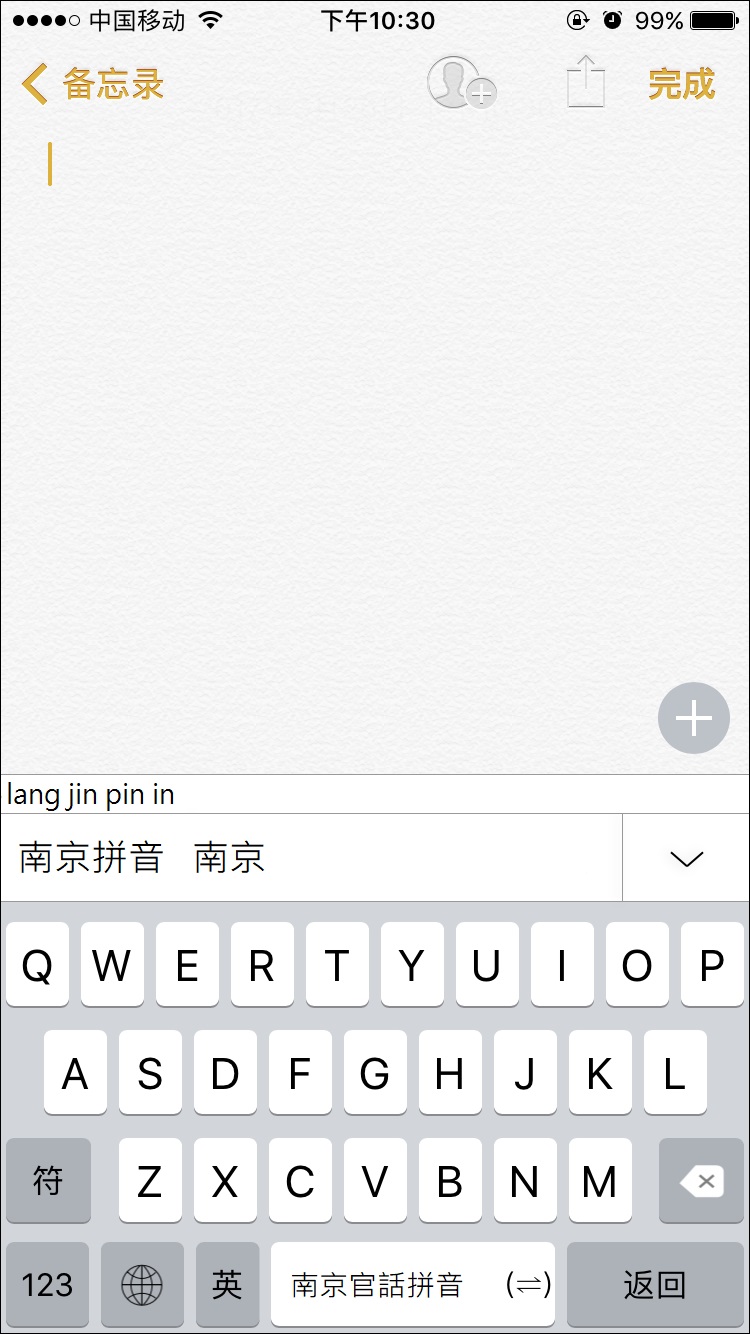 中国移动 下午10:30 99%
备忘录 完成
lang jin pin in
南京拼音 南京
Q W E R T Y U I O P
A S D F G H J K L
符 Z X C V B N M
123 英 南京官話拼音 (⇌) 返回